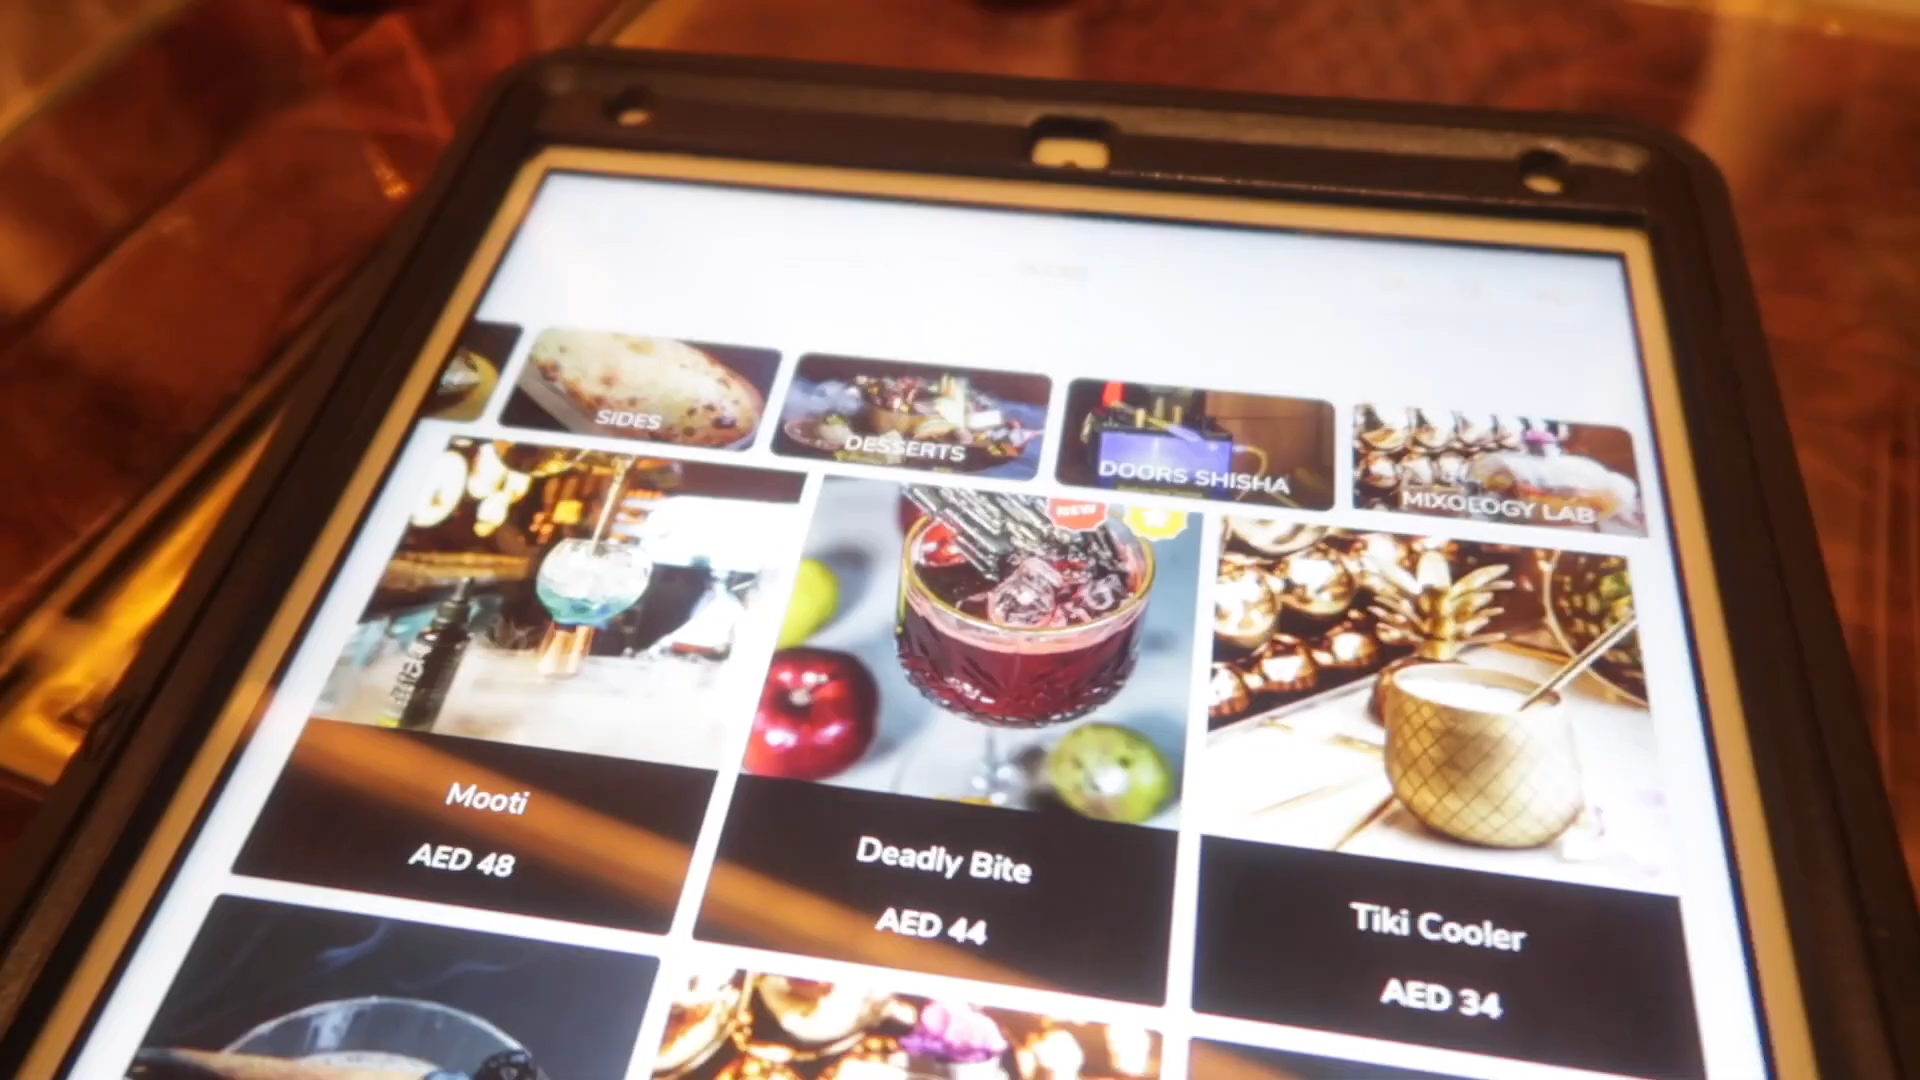 SIDES
DESSERTS
DOORS SHISHA
MIXOLOGY LAB
NEW
Mooti
AED 48
Deadly Bite
AED 44
Tiki Cooler
AED 34